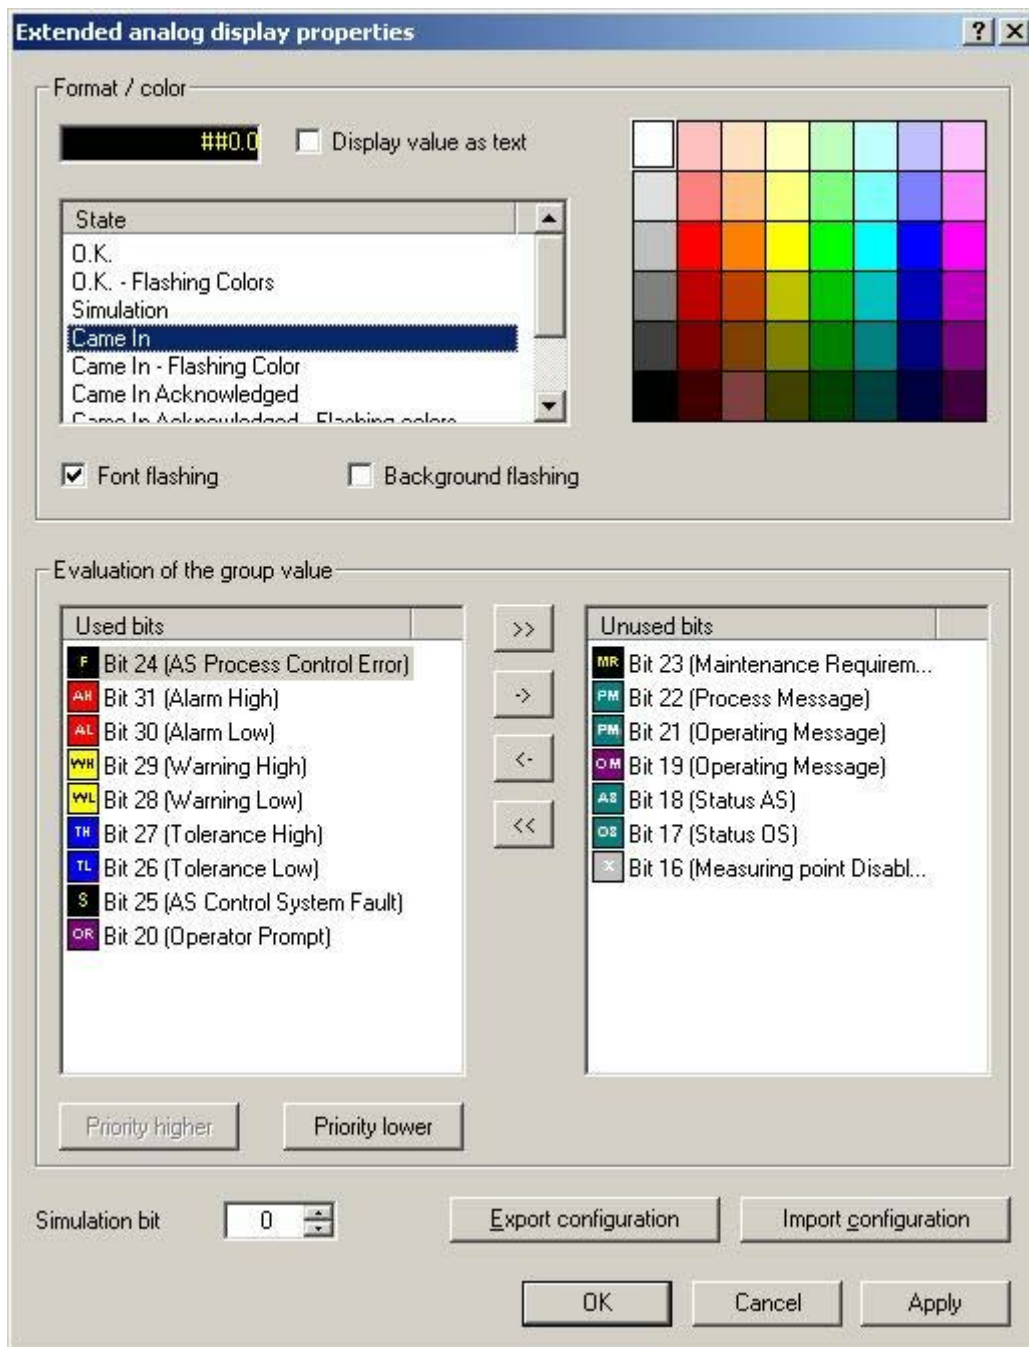 Extended analog display properties
Format / color
##0.0
Display value as text
State
O.K.
O.K. - Flashing Colors
Simulation
Came In
Came In - Flashing Color
Came In Acknowledged
Came In Acknowledged - Flashing colors
Font flashing
Background flashing
Evaluation of the group value
Used bits
F Bit 24 (AS Process Control Error)
AH Bit 31 (Alarm High)
AL Bit 30 (Alarm Low)
WH Bit 29 (Warning High)
WL Bit 28 (Warning Low)
TH Bit 27 (Tolerance High)
TL Bit 26 (Tolerance Low)
S Bit 25 (AS Control System Fault)
OR Bit 20 (Operator Prompt)
>>
->
<-
<<
Unused bits
MR Bit 23 (Maintenance Requirem...
PM Bit 22 (Process Message)
PM Bit 21 (Operating Message)
OM Bit 19 (Operating Message)
AS Bit 18 (Status AS)
OS Bit 17 (Status OS)
X Bit 16 (Measuring point Disabl...
Priority higher
Priority lower
Simulation bit
0
Export configuration
Import configuration
OK
Cancel
Apply